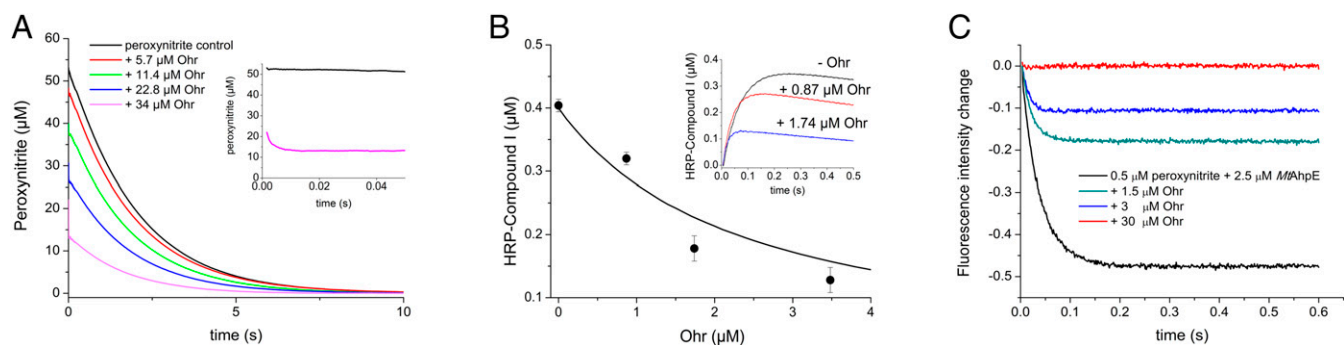 A
60
50
40
30
20
10
0
Peroxynitrite (µM)
0
5
10
time (s)
peroxynitrite control
+ 5.7 µM Ohr
+ 11.4 µM Ohr
+ 22.8 µM Ohr
+ 34 µM Ohr
50
40
30
20
10
0
peroxynitrite (µM)
0.00
0.02
0.04
time (s)
B
0.5
0.4
0.3
0.2
0.1
HRP-Compound I (µM)
0
1
2
3
4
Ohr (µM)
0.4
0.3
0.2
0.1
0.0
HRP-Compound I (µM)
- Ohr
+ 0.87 µM Ohr
+ 1.74 µM Ohr
0.0
0.1
0.2
0.3
0.4
0.5
time (s)
C
0.0
-0.1
-0.2
-0.3
-0.4
-0.5
Fluorescence intensity change
0.5 µM peroxynitrite + 2.5 µM MtAhpE
+ 1.5 µM Ohr
+ 3 µM Ohr
+ 30 µM Ohr
0.0
0.1
0.2
0.3
0.4
0.5
0.6
time (s)